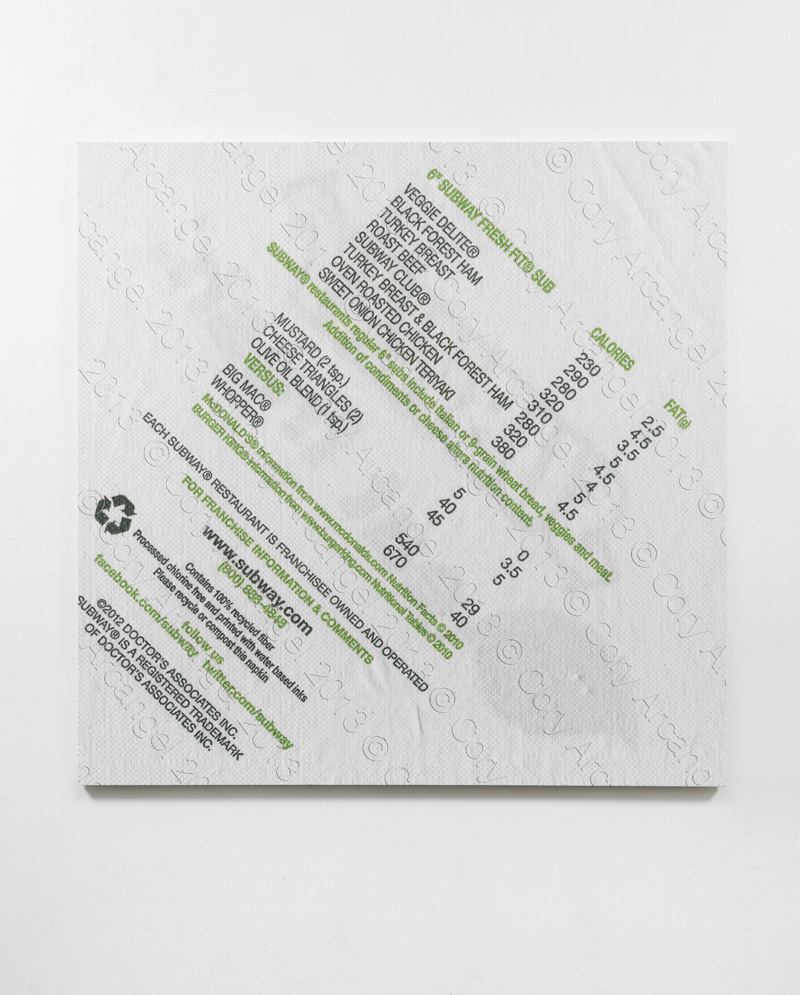 6" SUBWAY FRESH FIT® SUB CALORIES FAT(g)
VEGGIE DELITE® 230 2.5
BLACK FOREST HAM 290 4.5
TURKEY BREAST 280 3.5
ROAST BEEF 320 5
SUBWAY CLUB® 310 4.5
TURKEY BREAST & BLACK FOREST HAM 280 4
OVEN ROASTED CHICKEN 320 5
SWEET ONION CHICKEN TERIYAKI 380 4.5
SUBWAY® restaurants regular 6" subs include Italian or 9-grain wheat bread, veggies and meat.
Addition of condiments or cheese alters nutrition content.
MUSTARD (2 tsp.) 5 0
CHEESE TRIANGLES (2) 40 3.5
OLIVE OIL BLEND (1 tsp.) 45 5
VERSUS:
BIG MAC® 540 29
WHOPPER® 670 40
McDONALD'S® information from www.mcdonalds.com Nutrition Facts © 2010
BURGER KING® information from www.burgerking.com Nutritional Tables © 2010
EACH SUBWAY® RESTAURANT IS FRANCHISEE OWNED AND OPERATED
FOR FRANCHISE INFORMATION & COMMENTS
www.subway.com
(800) 888-4848
Contains 100% recycled fiber
Processed chlorine free and printed with water based inks
Please recycle or compost this napkin
follow us
facebook.com/subway twitter.com/subway
©2012 DOCTOR'S ASSOCIATES INC.
SUBWAY® IS A REGISTERED TRADEMARK
OF DOCTOR'S ASSOCIATES INC.
© Cory Arcangel 2013 © Cory Arcangel 2013